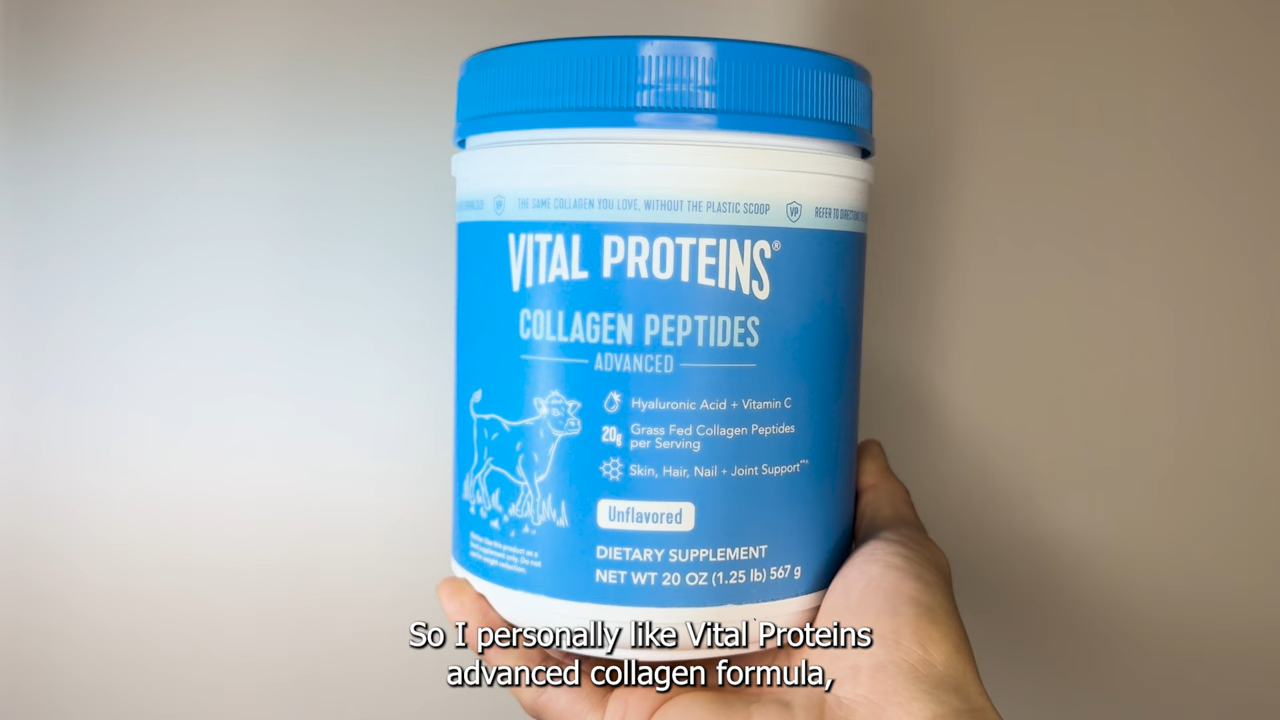 THE SAME COLLAGEN YOU LOVE, WITHOUT THE PLASTIC SCOOP VP REFER TO
VITAL PROTEINS®
COLLAGEN PEPTIDES
ADVANCED
Hyaluronic Acid + Vitamin C
20g Grass Fed Collagen Peptides
per Serving
Skin, Hair, Nail + Joint Support
Unflavored
DIETARY SUPPLEMENT
NET WT 20 OZ (1.25 lb) 567 g
So I personally like Vital Proteins
advanced collagen formula,